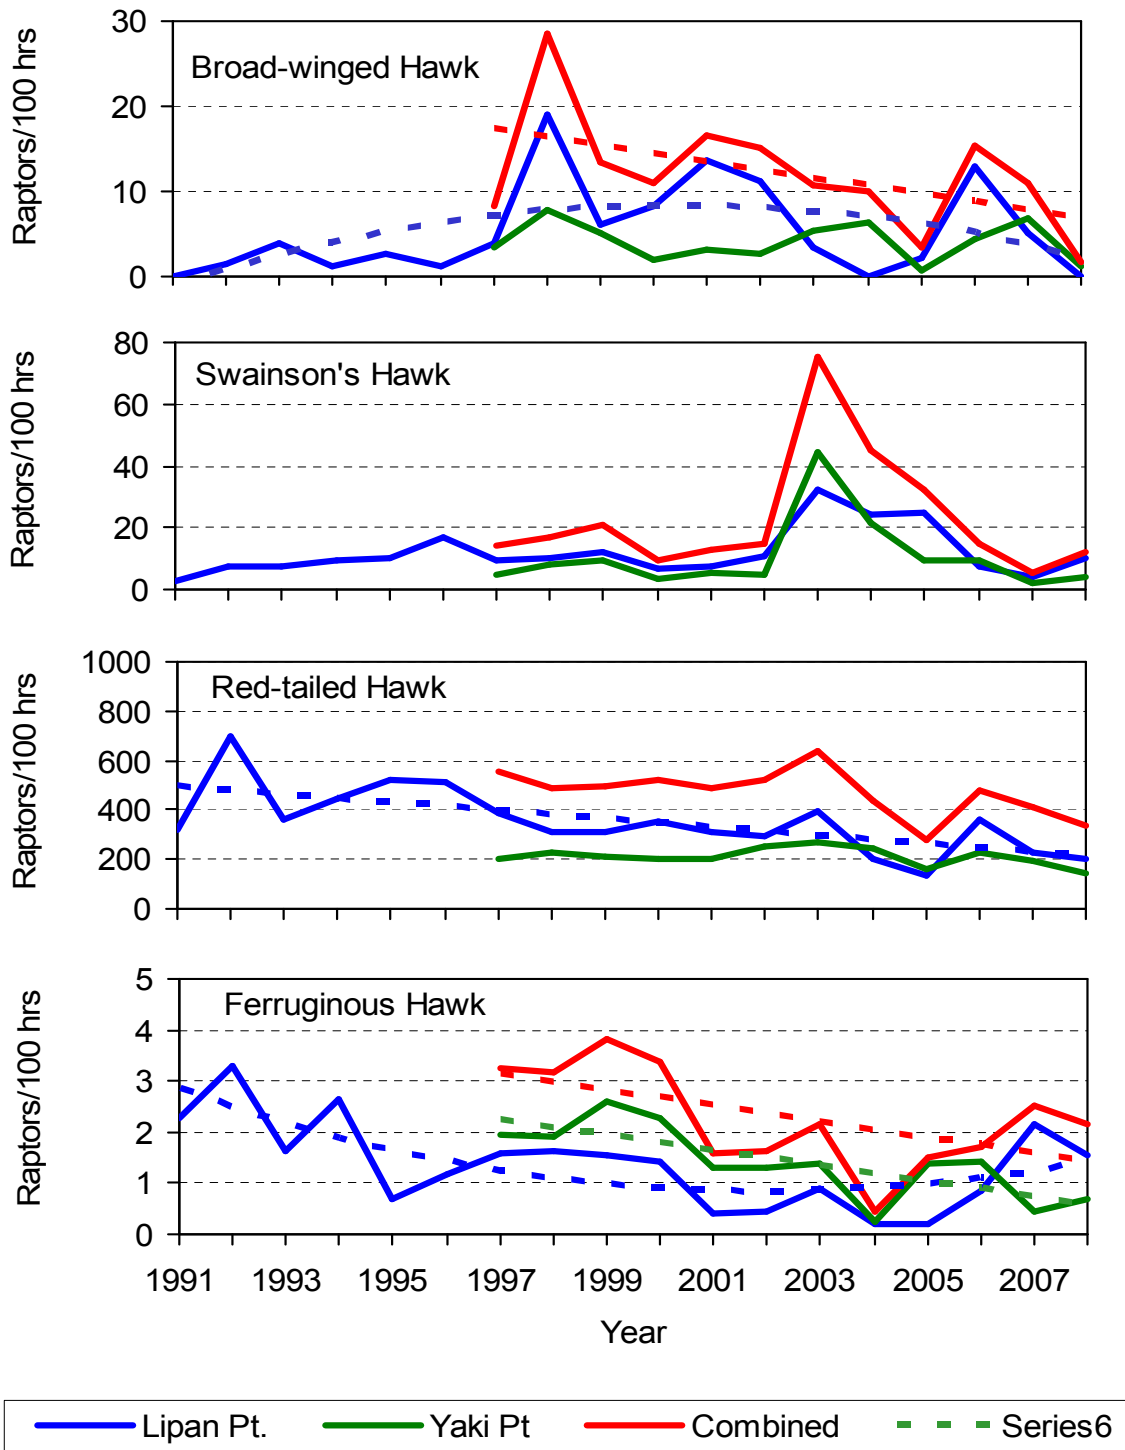 Raptors/100 hrs
30
20
10
0
Broad-winged Hawk
Raptors/100 hrs
80
60
40
20
0
Swainson's Hawk
Raptors/100 hrs
1000
800
600
400
200
0
Red-tailed Hawk
Raptors/100 hrs
5
4
3
2
1
0
Ferruginous Hawk
1991 1993 1995 1997 1999 2001 2003 2005 2007
Year
Lipan Pt. Yaki Pt Combined Series6